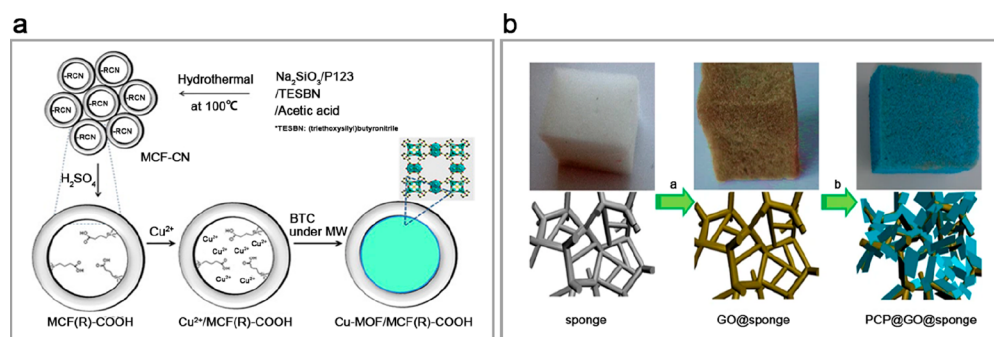 a
-RCN
-RCN
-RCN
-RCN
-RCN
-RCN
-RCN
MCF-CN
Hydrothermal
at 100℃
Na₂SiO₃/P123
/TESBN
/Acetic acid
*TESBN: (triethoxysilyl)butyronitrile
H₂SO₄
Cu²⁺
BTC
under MW
Cu²⁺
Cu²⁺
Cu²⁺ Cu²⁺
Cu²⁺
Cu²⁺
Cu²⁺
MCF(R)-COOH
Cu²⁺/MCF(R)-COOH
Cu-MOF/MCF(R)-COOH
b
a
b
sponge
GO@sponge
PCP@GO@sponge